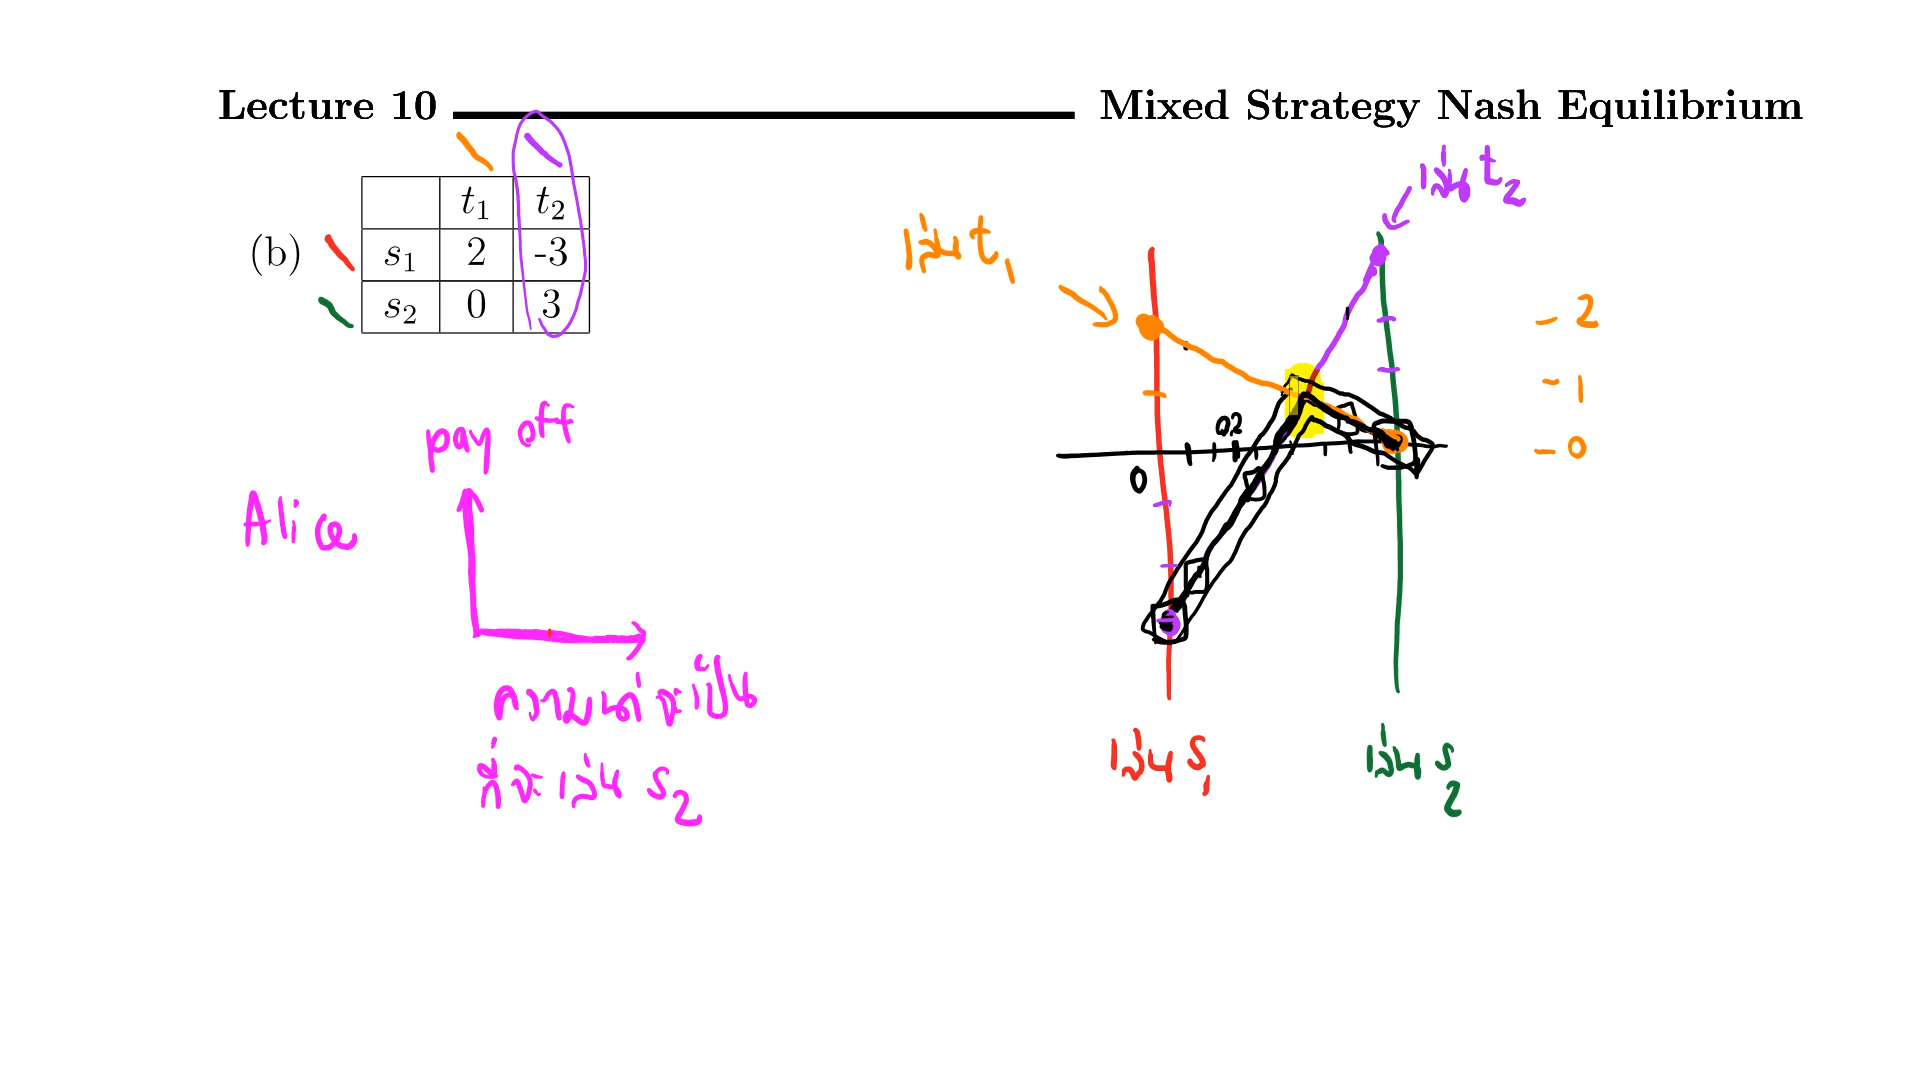 Lecture 10 Mixed Strategy Nash Equilibrium
(b)
t₁ t₂
s₁ 2 -3
s₂ 0 3
เล่น t₂
เล่น t₁
- 2
- 1
- 0
0.2
0
pay off
Alice
ความน่าจะเป็น
ที่จะเล่น s₂
เล่น s₁
เล่น s₂